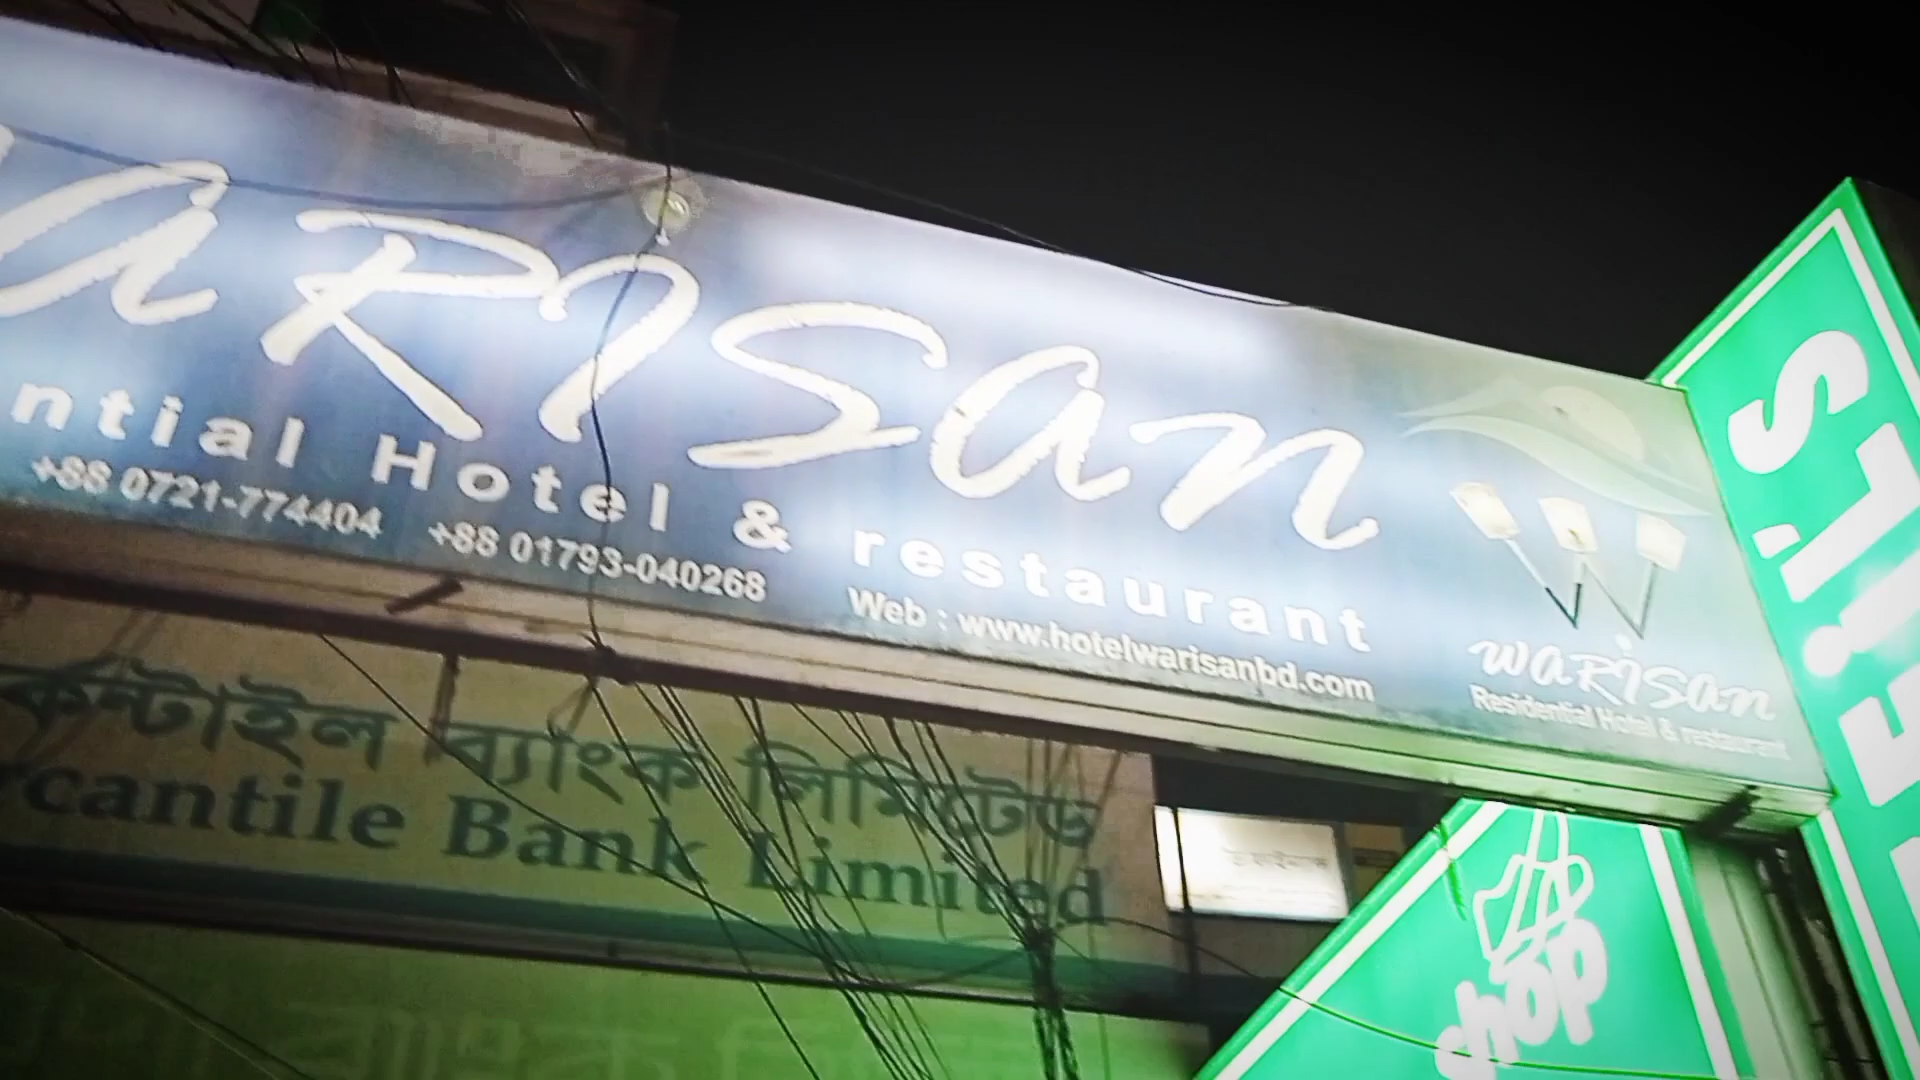 WARISAN
ntial Hotel & restaurant
+88 0721-774404 +88 01793-040268 Web : www.hotelwarisanbd.com
WARISAN
Residential Hotel & restaurant
র্কন্টাইল ব্যাংক লিমিটেড
rcantile Bank Limited
shop